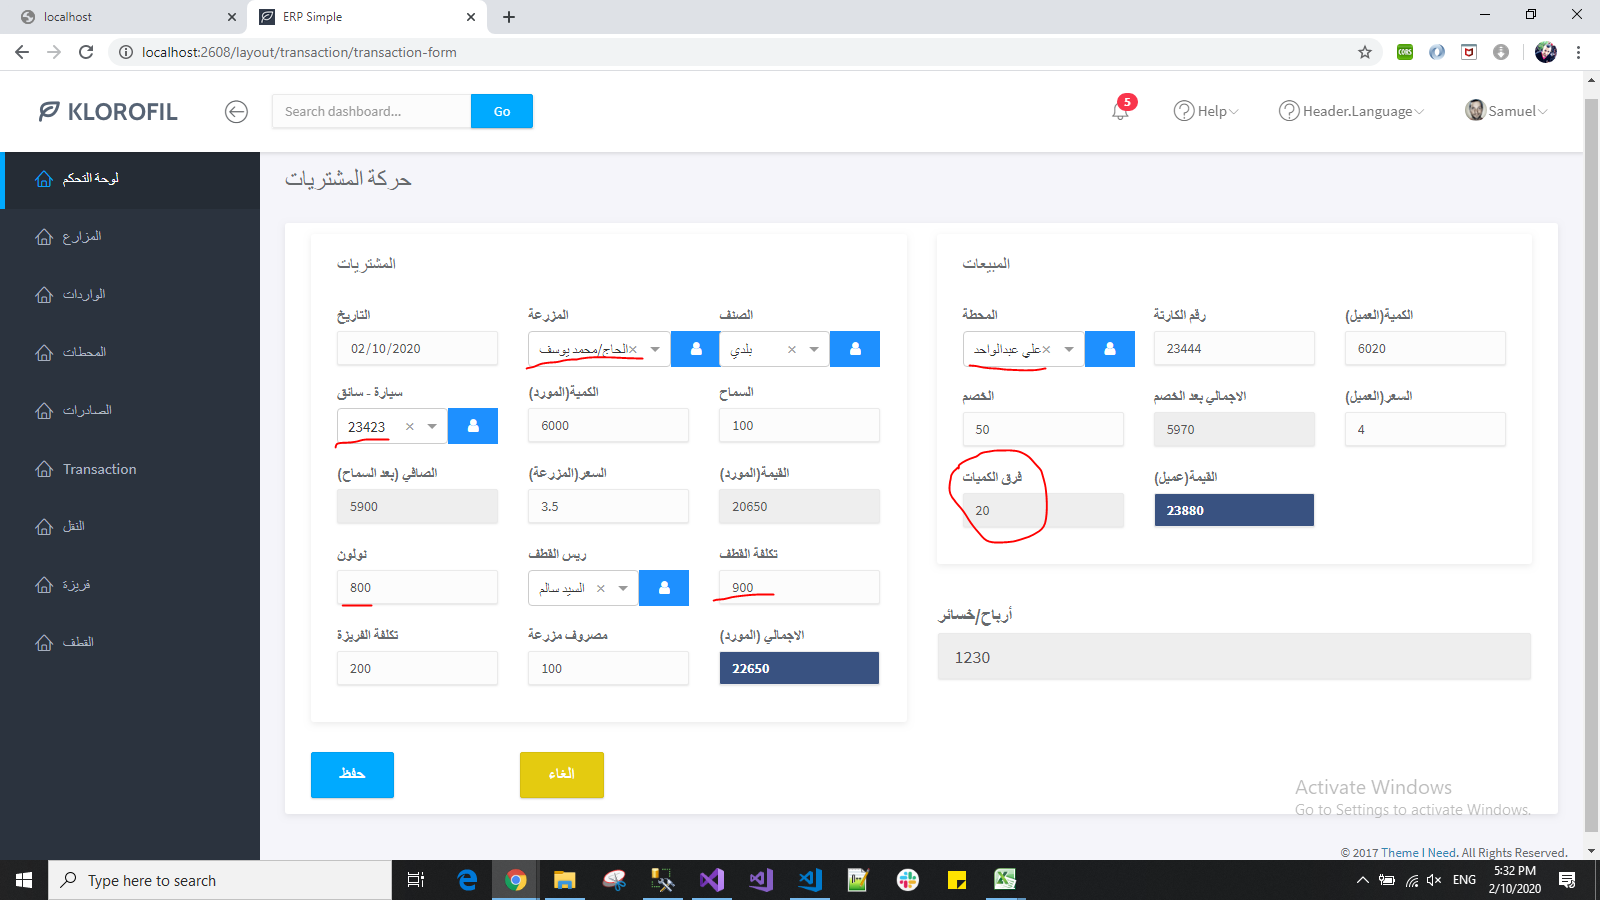 localhost
ERP Simple
localhost:2608/layout/transaction/transaction-form
KLOROFIL
Search dashboard...
Go
5
Help
Header.Language
Samuel
لوحة التحكم
المزارع
الواردات
المحطات
الصادرات
Transaction
النقل
فريزة
القطف
حركة المشتريات
المشتريات
التاريخ
المزرعة
الصنف
02/10/2020
الحاج/محمد يوسف
بلدي
سيارة - سائق
الكمية(المورد)
السماح
23423
6000
100
الصافي (بعد السماح)
السعر(المزرعة)
القيمة(المورد)
5900
3.5
20650
نولون
ريس القطف
تكلفة القطف
800
السيد سالم
900
تكلفة الفريزة
مصروف مزرعة
الاجمالي (المورد)
200
100
22650
المبيعات
المحطة
رقم الكارتة
الكمية(العميل)
علي عبدالواحد
23444
6020
الخصم
الاجمالي بعد الخصم
السعر(العميل)
50
5970
4
فرق الكميات
القيمة(عميل)
20
23880
أرباح/خسائر
1230
حفظ
الغاء
Activate Windows
Go to Settings to activate Windows.
© 2017 Theme I Need. All Rights Reserved.
Type here to search
ENG
5:32 PM
2/10/2020